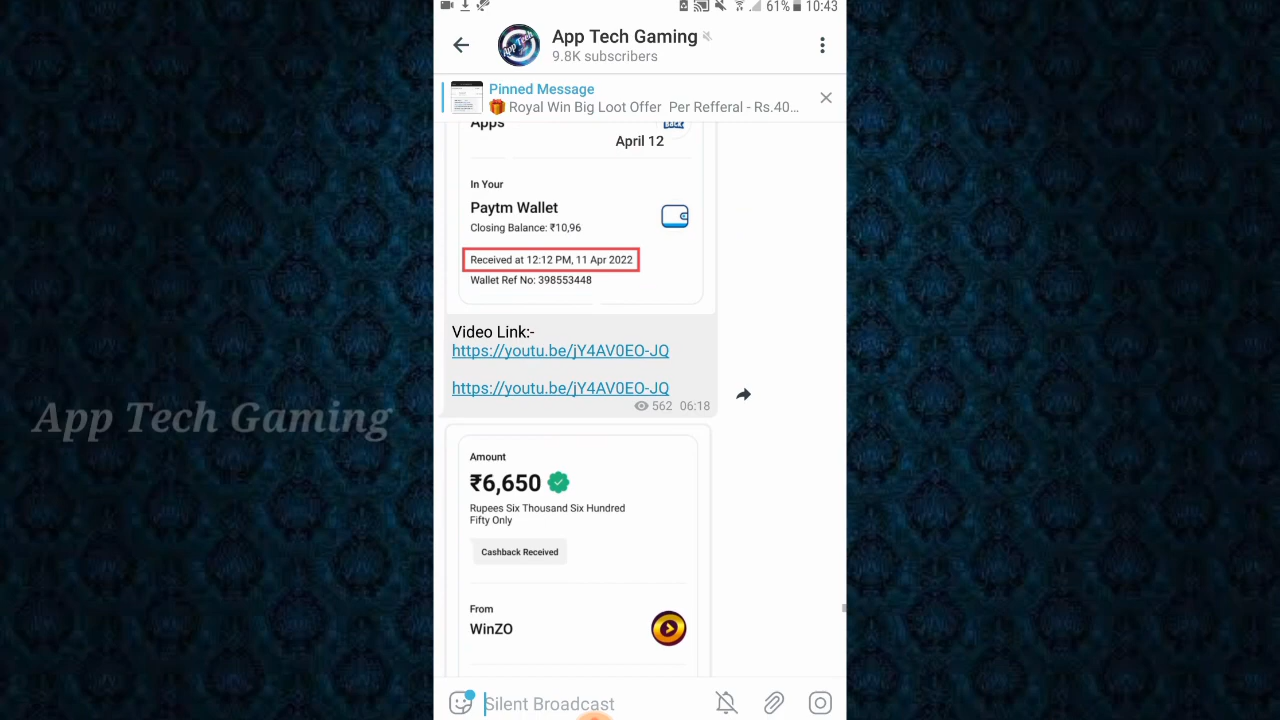 61% 10:43
App Tech Gaming
9.8K subscribers
Pinned Message
🎁 Royal Win Big Loot Offer Per Refferal - Rs.40...
Apps
BACK
April 12
In Your
Paytm Wallet
Closing Balance: ₹10,96
Received at 12:12 PM, 11 Apr 2022
Wallet Ref No: 398553448
Video Link:-
https://youtu.be/jY4AV0EO-JQ
https://youtu.be/jY4AV0EO-JQ
562 06:18
App Tech Gaming
Amount
₹6,650
Rupees Six Thousand Six Hundred
Fifty Only
Cashback Received
From
WinZO
Silent Broadcast